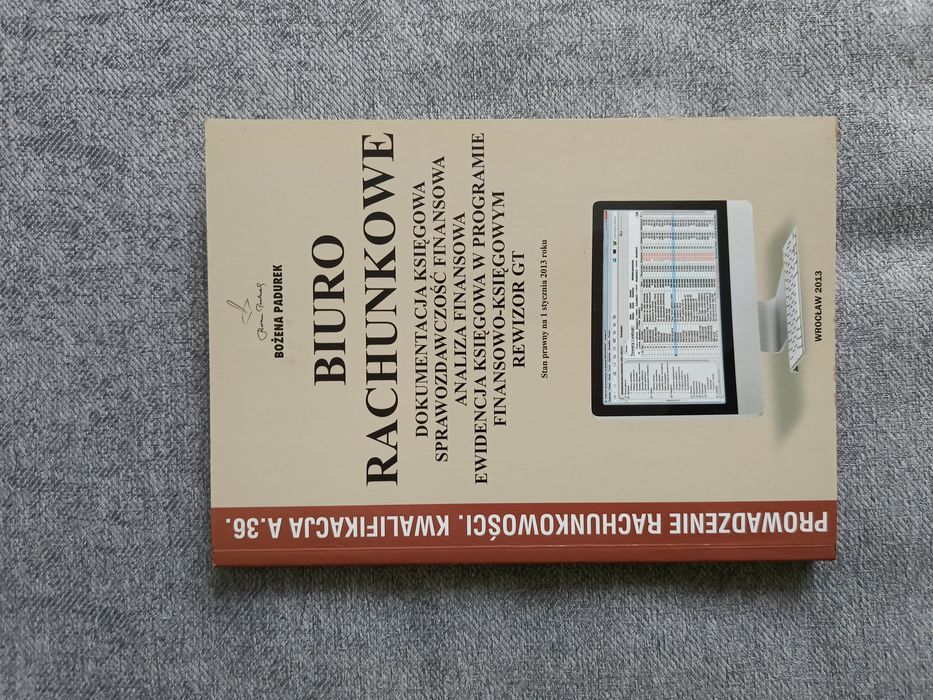 BOŻENA PADUREK
BIURO
RACHUNKOWE
DOKUMENTACJA KSIĘGOWA
SPRAWOZDAWCZOŚĆ FINANSOWA
ANALIZA FINANSOWA
EWIDENCJA KSIĘGOWA W PROGRAMIE
FINANSOWO-KSIĘGOWYM
REWIZOR GT
Stan prawny na 1 stycznia 2013 roku
WROCŁAW 2013
PROWADZENIE RACHUNKOWOŚCI. KWALIFIKACJA A.36.